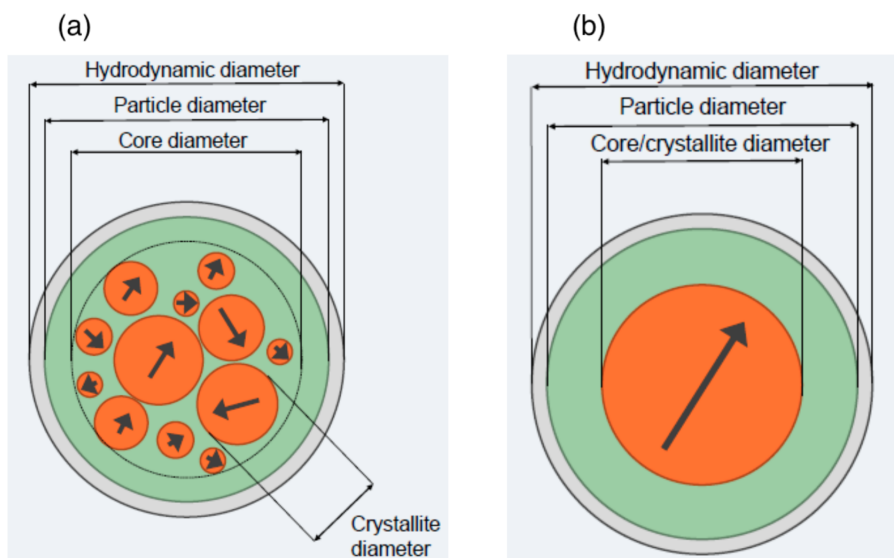 (a)
Hydrodynamic diameter
Particle diameter
Core diameter
Crystallite
diameter
(b)
Hydrodynamic diameter
Particle diameter
Core/crystallite diameter